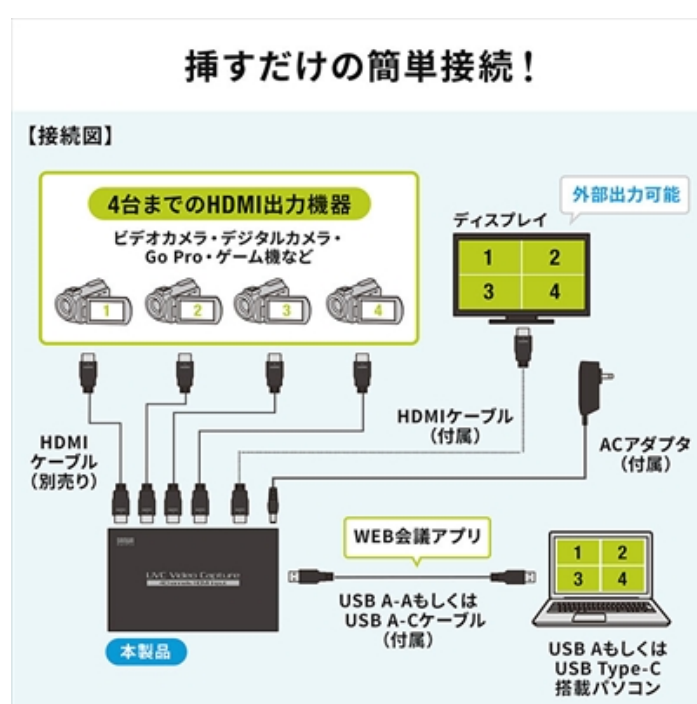 挿すだけの簡単接続！
【接続図】
4台までのHDMI出力機器
ビデオカメラ・デジタルカメラ・
Go Pro・ゲーム機など
1
2
3
4
外部出力可能
ディスプレイ
1 2
3 4
HDMI
ケーブル
（別売り）
HDMIケーブル
（付属）
ACアダプタ
（付属）
UVC Video Capture
4Channels HDMI Input
本製品
WEB会議アプリ
USB A-Aもしくは
USB A-Cケーブル
（付属）
1 2
3 4
USB Aもしくは
USB Type-C
搭載パソコン